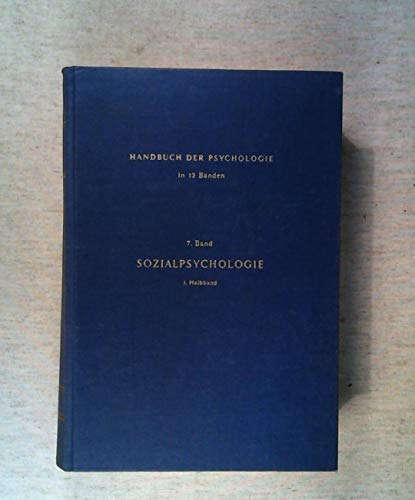 HANDBUCH DER PSYCHOLOGIE
in 12 Bänden
7. Band
SOZIALPSYCHOLOGIE
1. Halbband